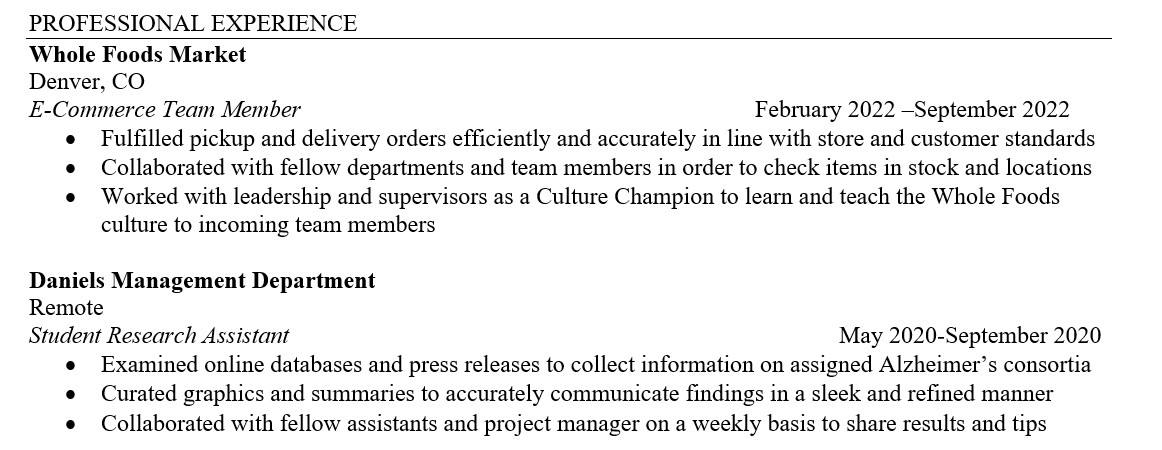 PROFESSIONAL EXPERIENCE
Whole Foods Market
Denver, CO
E-Commerce Team Member February 2022 –September 2022
• Fulfilled pickup and delivery orders efficiently and accurately in line with store and customer standards
• Collaborated with fellow departments and team members in order to check items in stock and locations
• Worked with leadership and supervisors as a Culture Champion to learn and teach the Whole Foods
culture to incoming team members
Daniels Management Department
Remote
Student Research Assistant May 2020-September 2020
• Examined online databases and press releases to collect information on assigned Alzheimer’s consortia
• Curated graphics and summaries to accurately communicate findings in a sleek and refined manner
• Collaborated with fellow assistants and project manager on a weekly basis to share results and tips